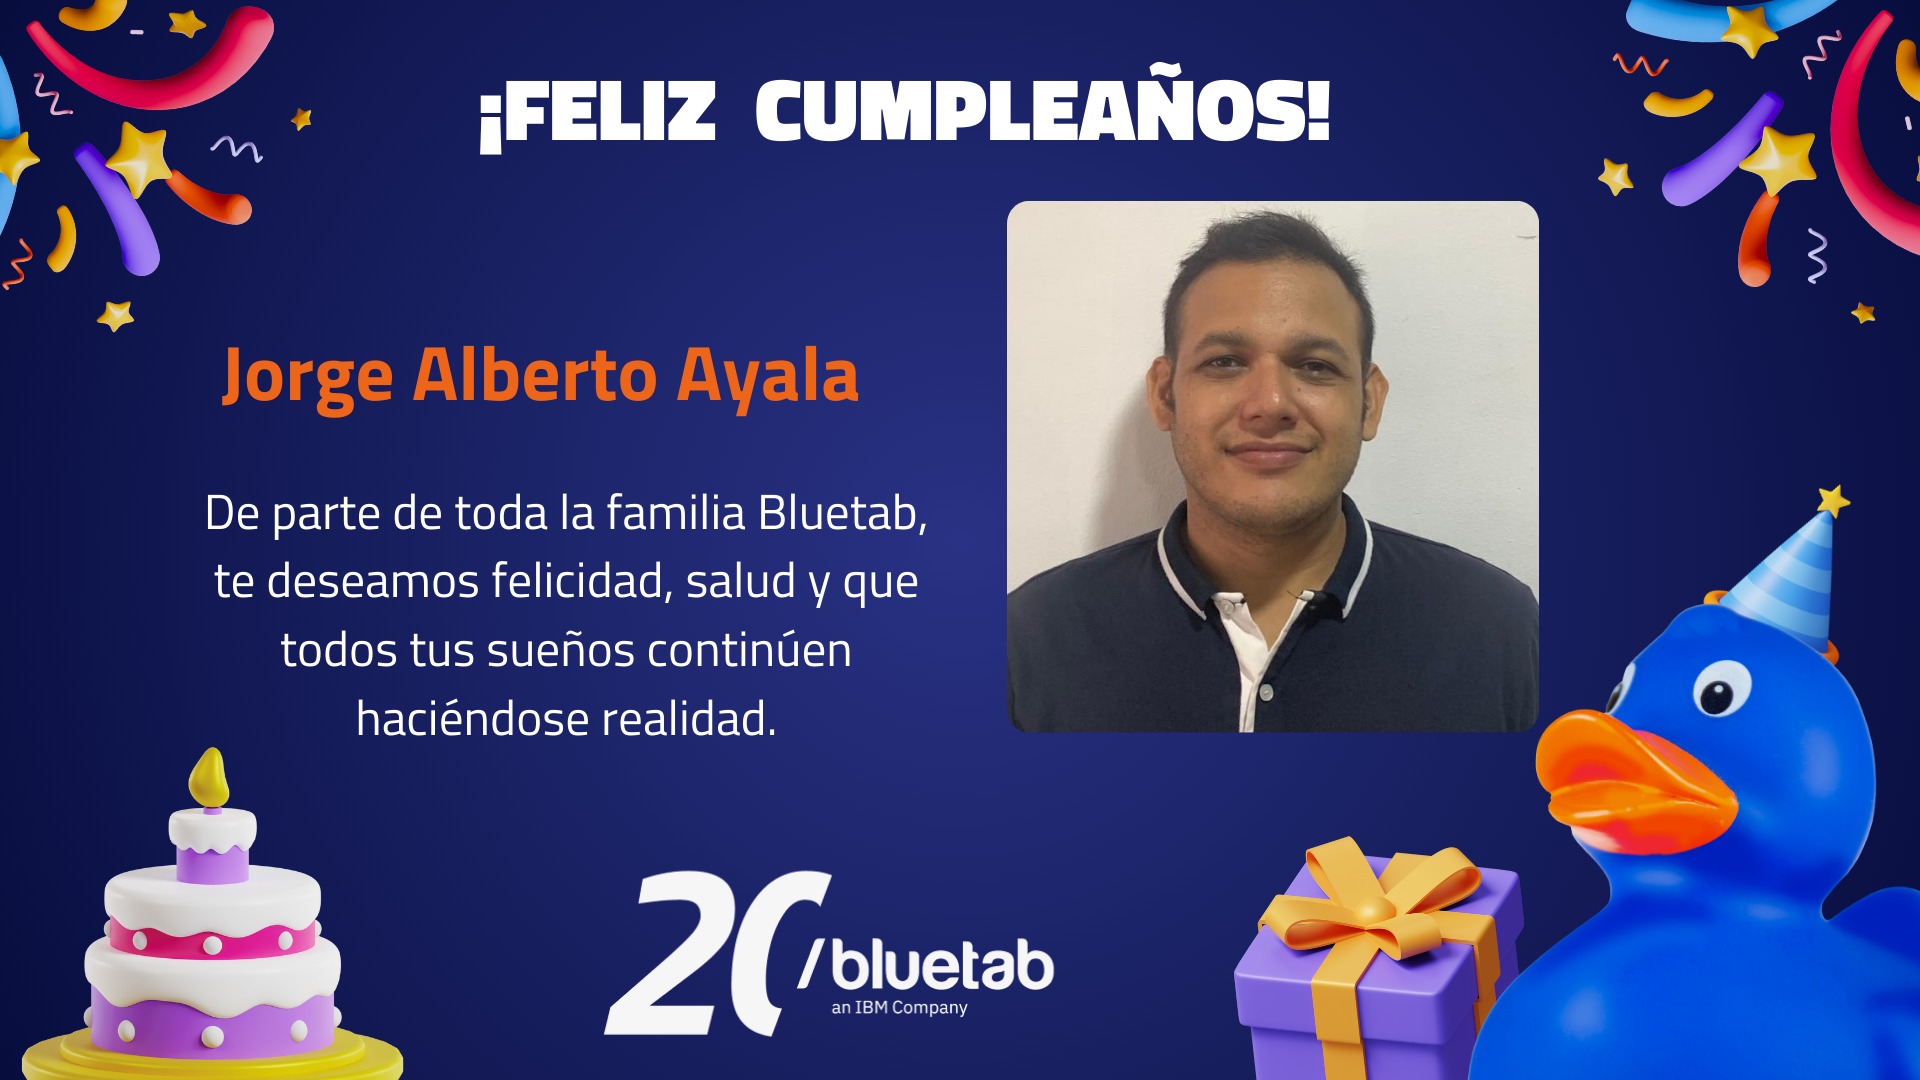 ¡FELIZ CUMPLEAÑOS!
Jorge Alberto Ayala
De parte de toda la familia Bluetab,
te deseamos felicidad, salud y que
todos tus sueños continúen
haciéndose realidad.
20/bluetab
an IBM Company